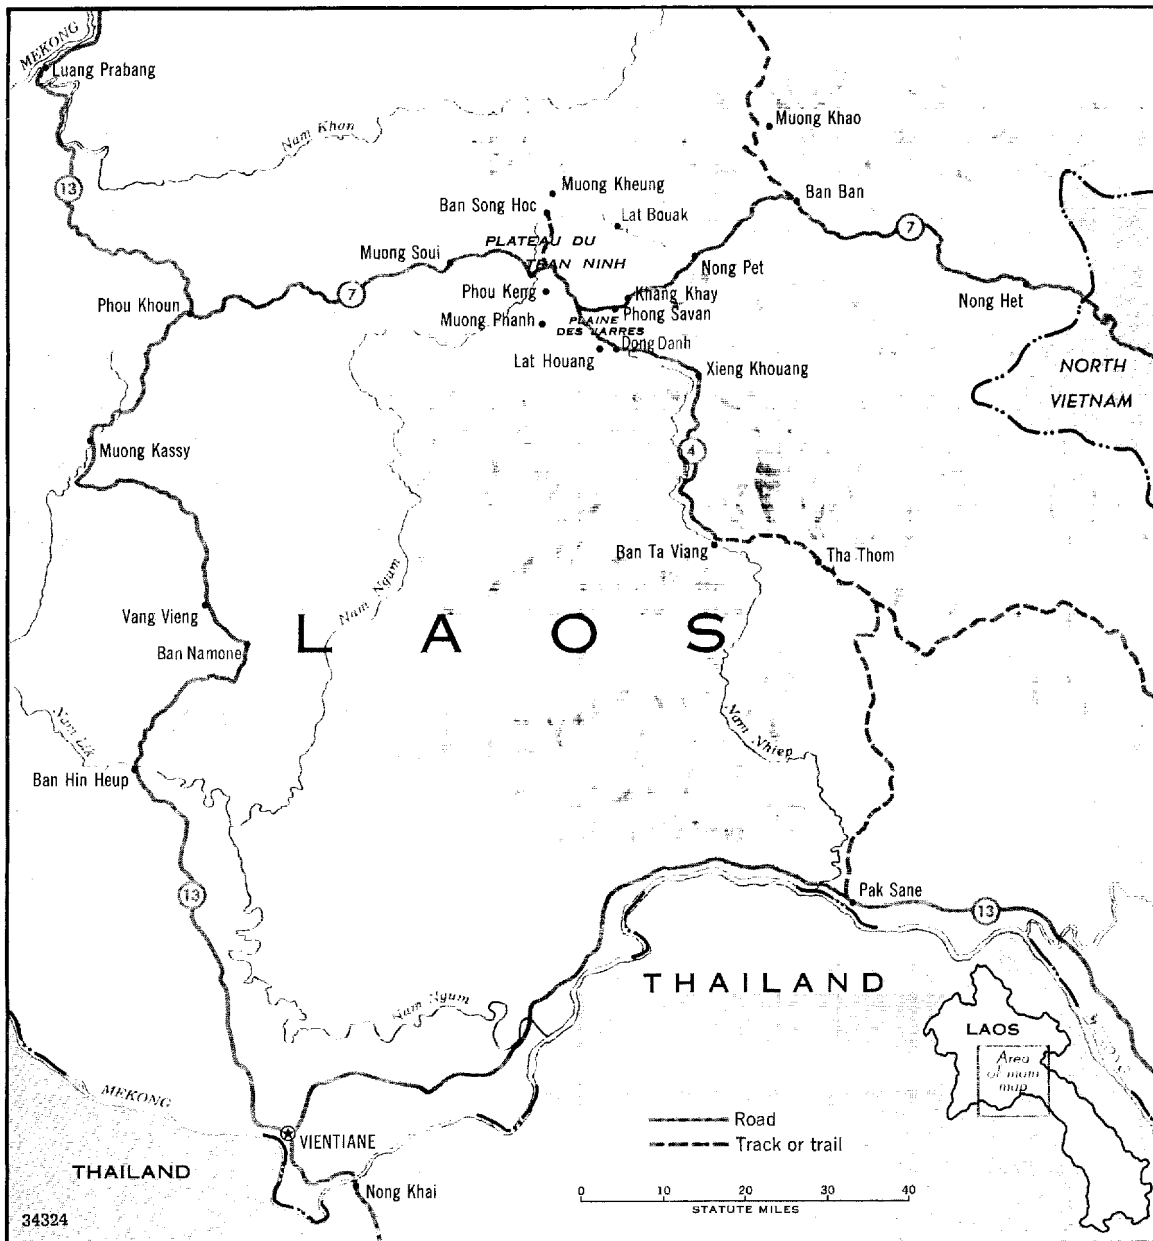 MEKONG
Luang Prabang
Nam Khan
Muong Khao
13
Muong Kheung
Ban Song Hoc
Lat Bouak
Ban Ban
7
PLATEAU DU
TRAN NINH
Muong Soui
Nong Pet
Phou Khoun
7
Phou Keng
Khang Khay
Nong Het
Muong Phanh
Phong Savan
PLAINE
DES JARRES
Dong Danh
Lat Houang
Xieng Khouang
NORTH
VIETNAM
Muong Kassy
4
Ban Ta Viang
Tha Thom
Nam Ngum
Vang Vieng
LAOS
Ban Namone
Nam Lik
Nam Nhiep
Ban Hin Heup
13
Pak Sane
13
THAILAND
Nam Ngum
LAOS
Area
of main
map
MEKONG
MEKONG
Road
Track or trail
VIENTIANE
THAILAND
Nong Khai
0 10 20 30 40
STATUTE MILES
34324